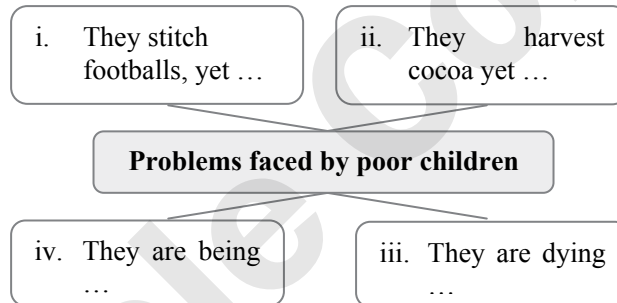 i. They stitch
footballs, yet …
ii. They harvest
cocoa yet …
Problems faced by poor children
iv. They are being
…
iii. They are dying
…